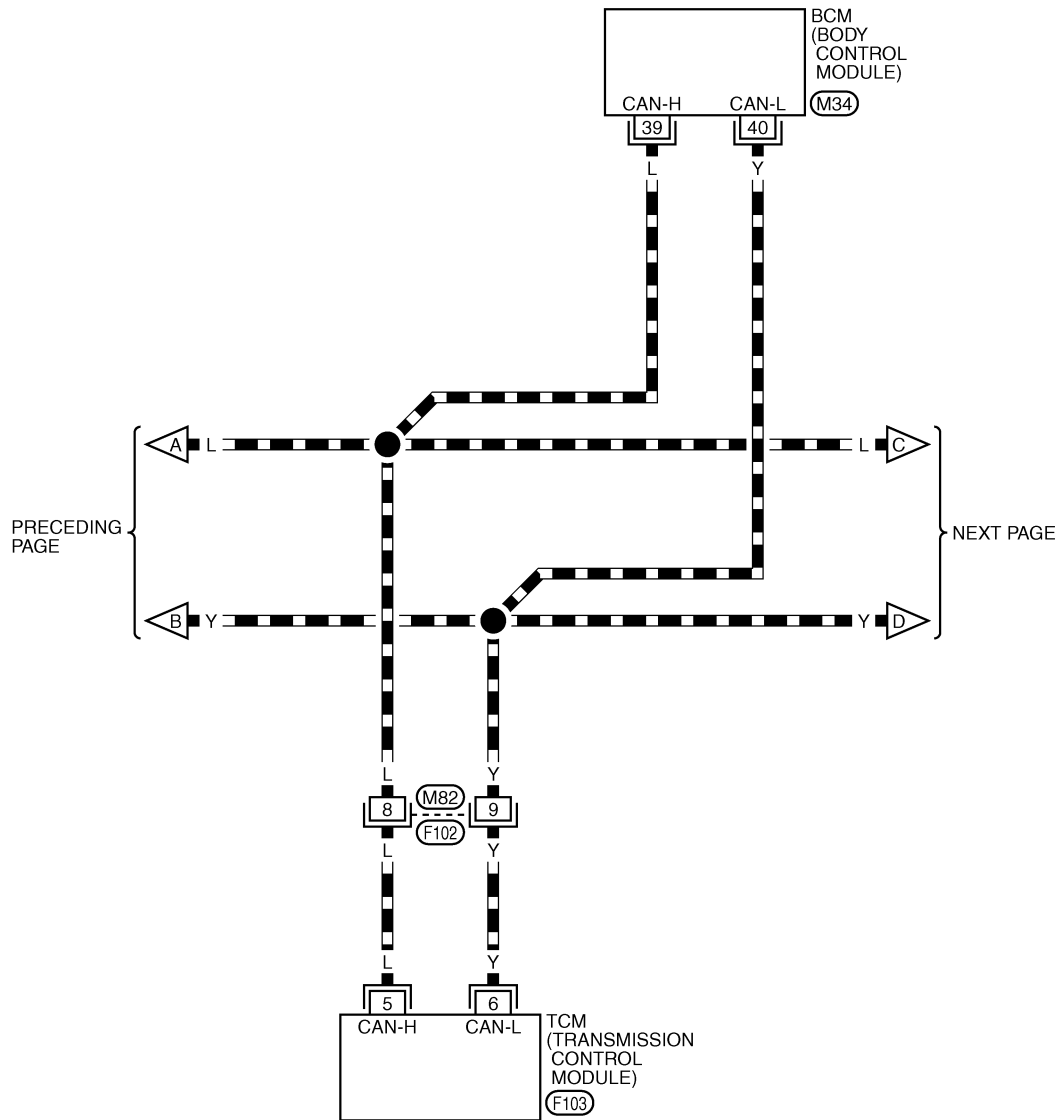 BCM
(BODY
CONTROL
MODULE)
M34
CAN-H
CAN-L
39
40
L
Y
A
L
L
C
PRECEDING
PAGE
NEXT PAGE
B
Y
Y
D
L
Y
8
M82
9
F102
L
Y
L
Y
5
6
CAN-H
CAN-L
TCM
(TRANSMISSION
CONTROL
MODULE)
F103